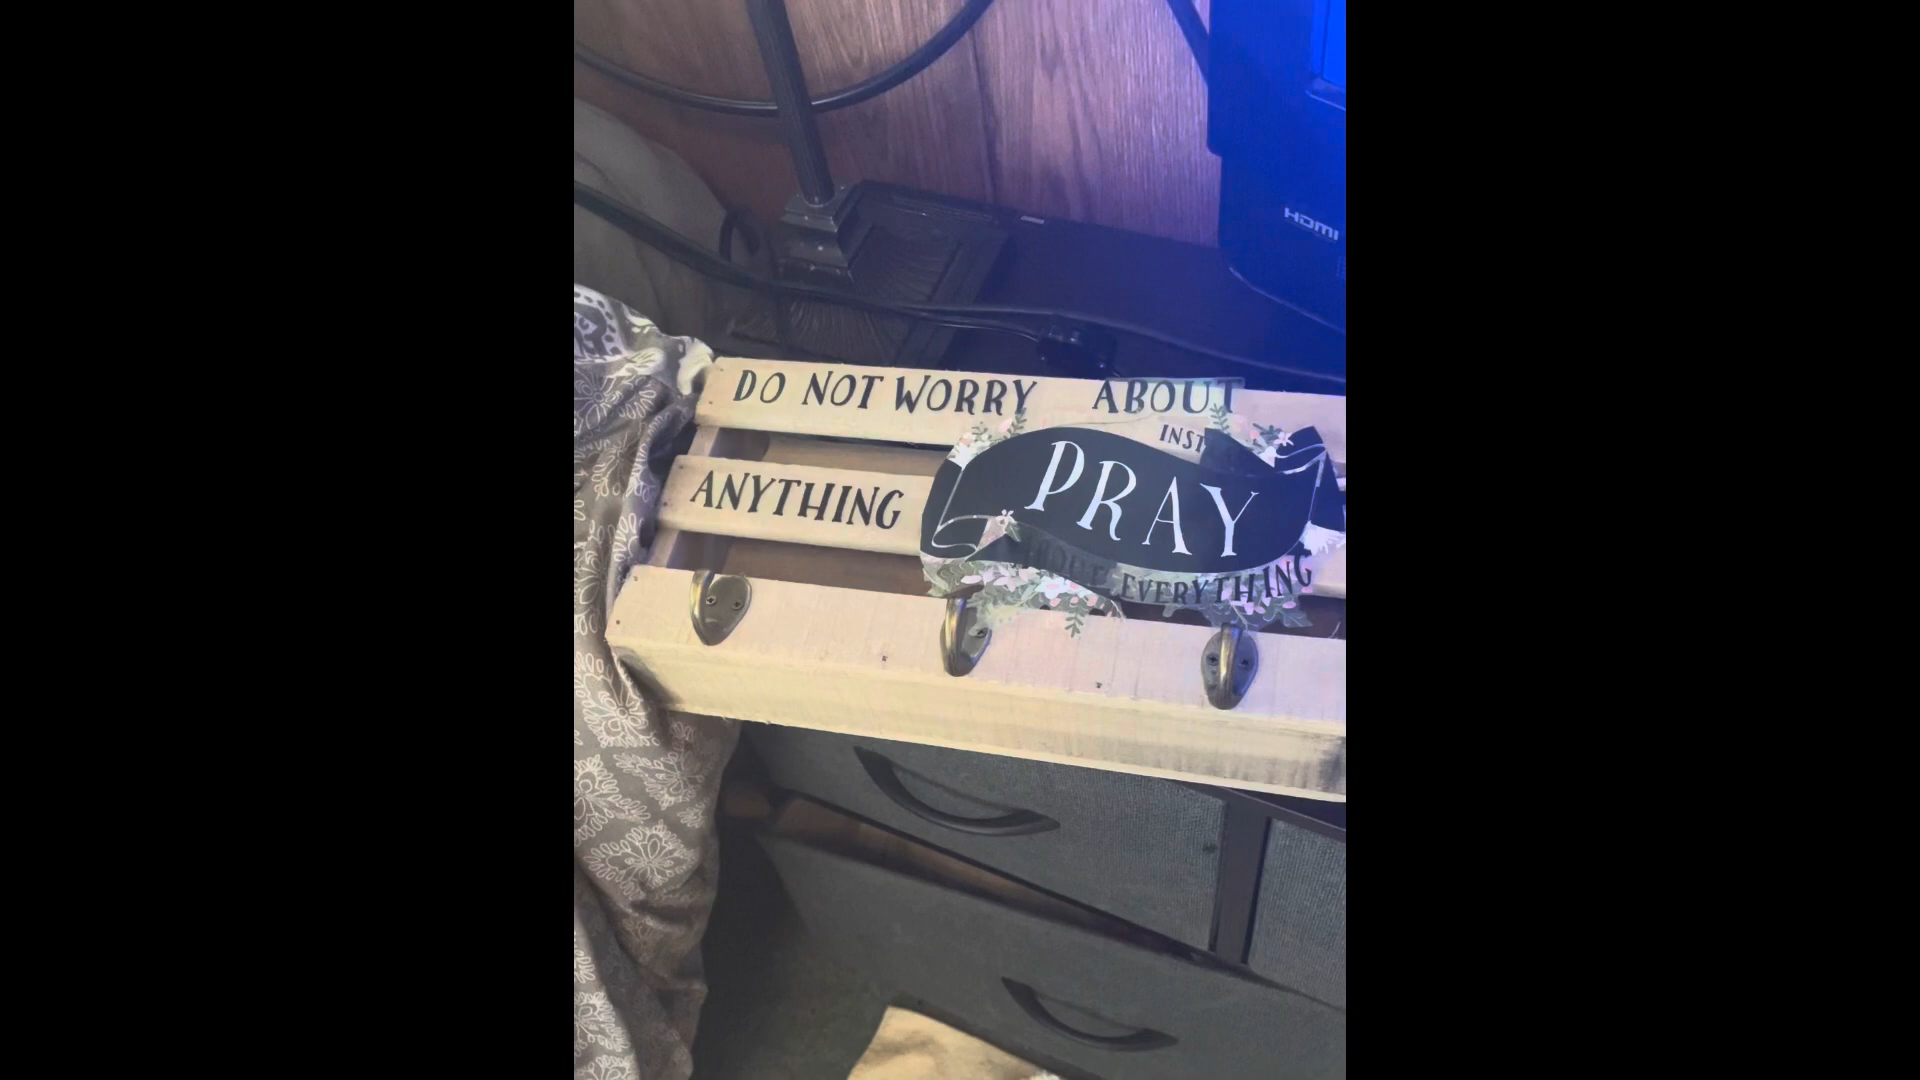 HDMI
DO NOT WORRY ABOUT
ANYTHING
PRAY
EVERYTHING